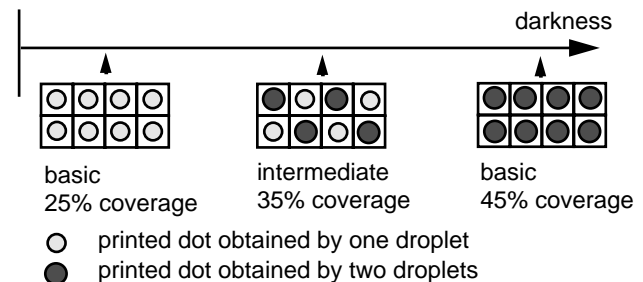 darkness
basic
25% coverage
intermediate
35% coverage
basic
45% coverage
printed dot obtained by one droplet
printed dot obtained by two droplets